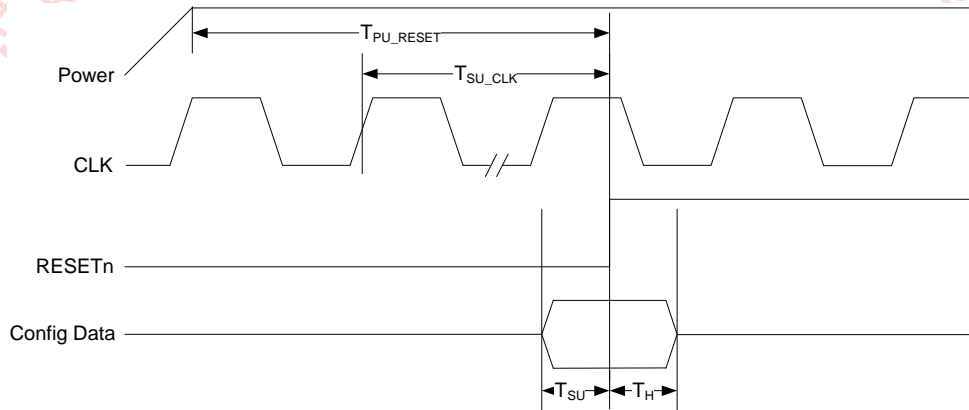 T_PU_RESET
Power
T_SU_CLK
CLK
RESETn
Config Data
T_SU
T_H